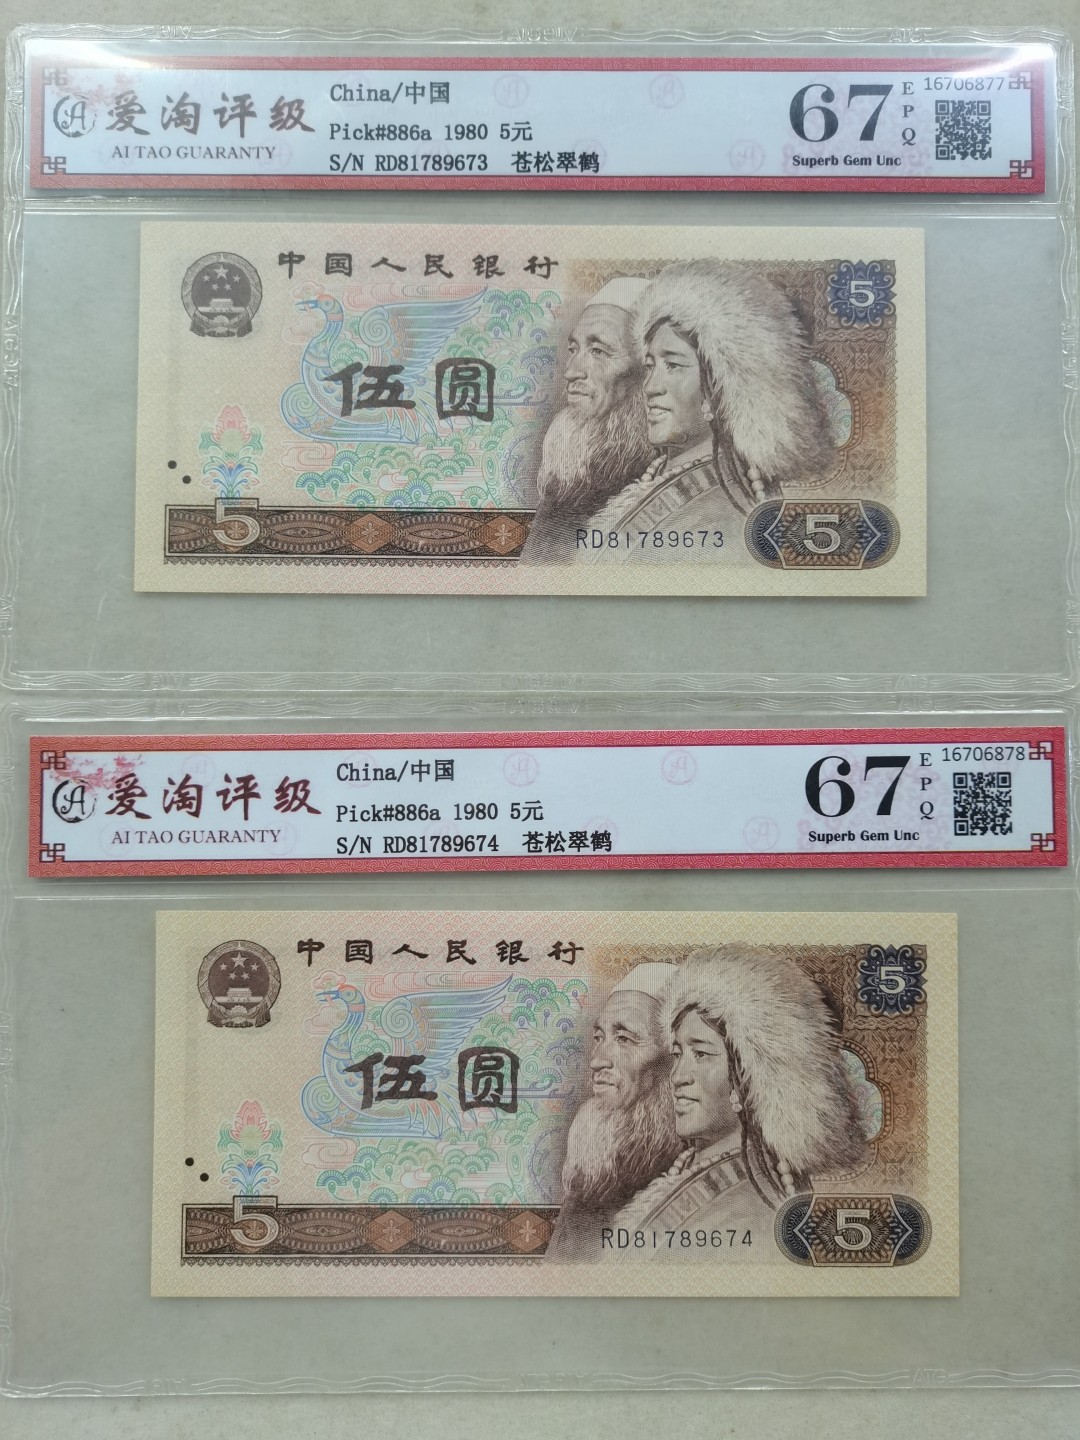 爱淘评级
AI TAO GUARANTY
China/中国
Pick#886a 1980 5元
S/N RD81789673 苍松翠鹤
67
EPQ
Superb Gem Unc
16706877
中国人民银行
5
伍圆
5
RD81789673
5
爱淘评级
AI TAO GUARANTY
China/中国
Pick#886a 1980 5元
S/N RD81789674 苍松翠鹤
67
EPQ
Superb Gem Unc
16706878
中国人民银行
5
伍圆
5
RD81789674
5